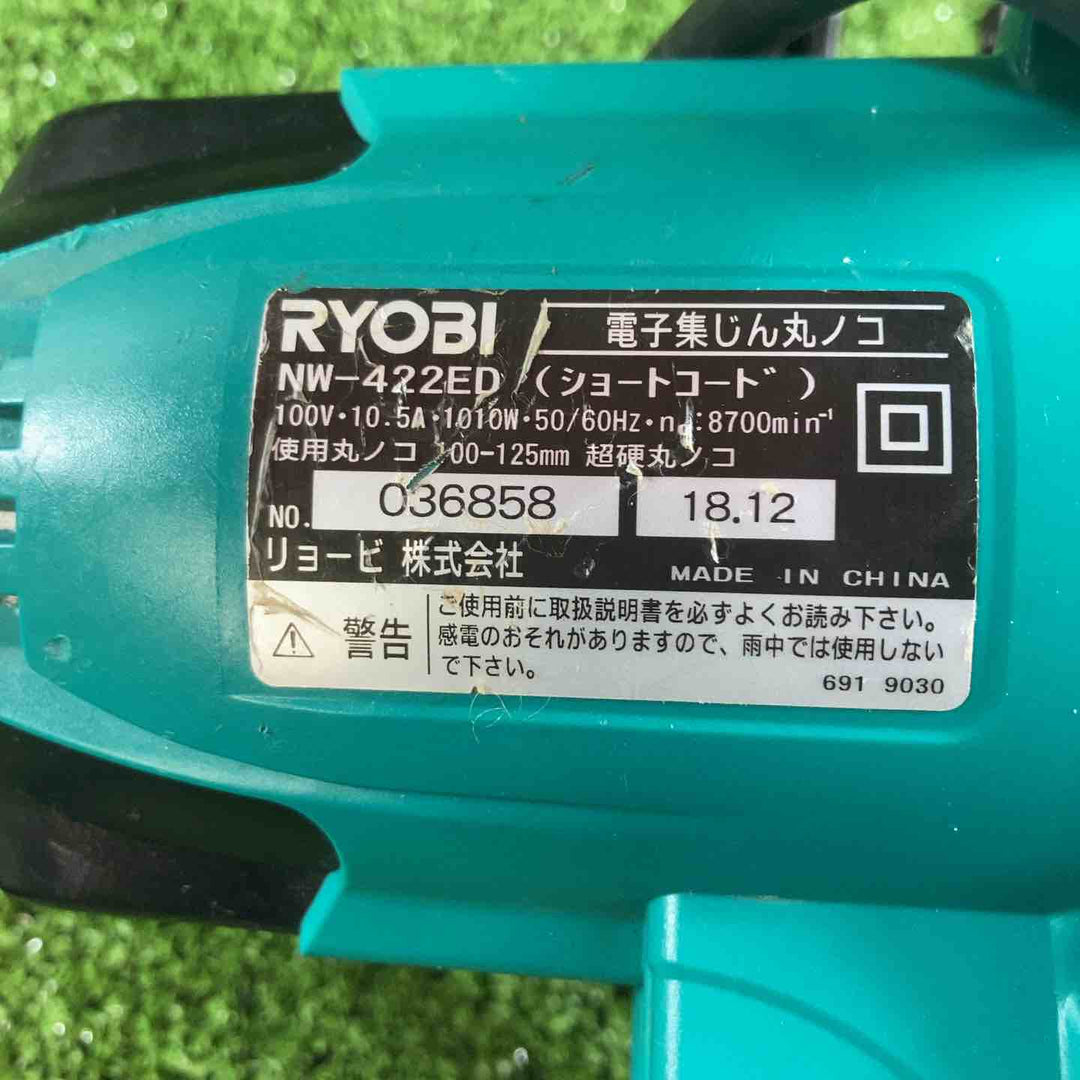 RYOBI
電子集じん丸ノコ
NW-422ED (ショートコード)
100V・10.5A・1010W・50/60Hz・n₀:8700min⁻¹
使用丸ノコ 100-125mm 超硬丸ノコ
NO. 036858 18.12
リョービ 株式会社
MADE IN CHINA
警告
ご使用前に取扱説明書を必ずよくお読み下さい。
感電のおそれがありますので、雨中では使用しない
で下さい。
691 9030